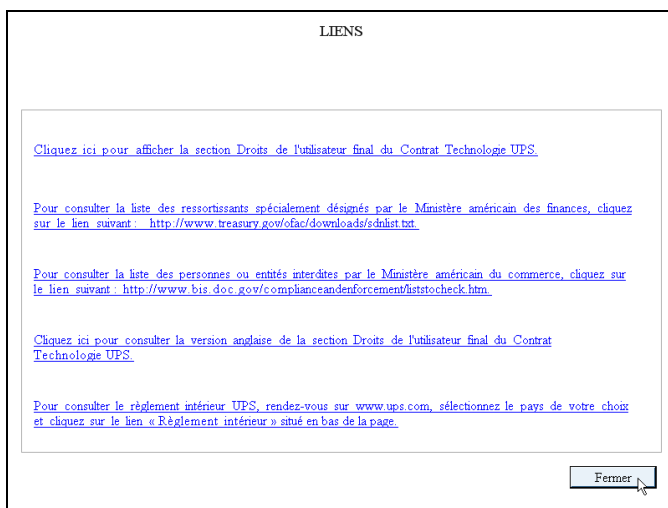 LIENS
Cliquez ici pour afficher la section Droits de l'utilisateur final du Contrat Technologie UPS.
Pour consulter la liste des ressortissants spécialement désignés par le Ministère américain des finances, cliquez
sur le lien suivant : http://www.treasury.gov/ofac/downloads/sdnlist.txt.
Pour consulter la liste des personnes ou entités interdites par le Ministère américain du commerce, cliquez sur
le lien suivant : http://www.bis.doc.gov/complianceandenforcement/liststocheck.htm.
Cliquez ici pour consulter la version anglaise de la section Droits de l'utilisateur final du Contrat
Technologie UPS.
Pour consulter le règlement intérieur UPS, rendez-vous sur www.ups.com, sélectionnez le pays de votre choix
et cliquez sur le lien « Règlement intérieur » situé en bas de la page.
Fermer